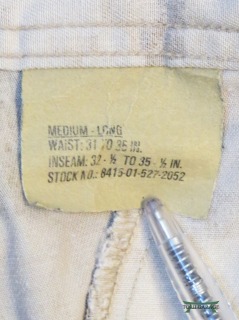 MEDIUM - LONG
WAIST: 31 TO 35 IN.
INSEAM: 32 - ½ TO 35 - ½ IN.
STOCK NO.: 8415-01-527-2052